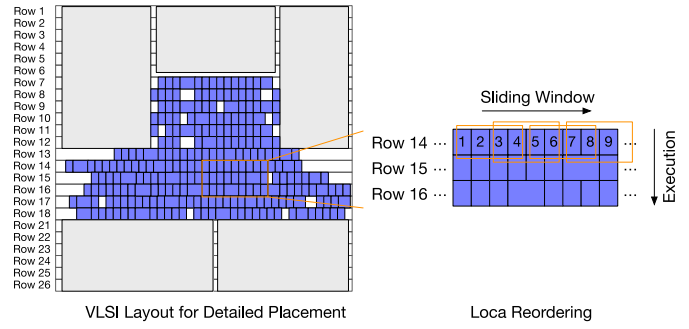 Row 1
Row 2
Row 3
Row 4
Row 5
Row 6
Row 7
Row 8
Row 9
Row 10
Row 11
Row 12
Row 13
Row 14
Row 15
Row 16
Row 17
Row 18
Row 21
Row 22
Row 23
Row 24
Row 25
Row 26
VLSI Layout for Detailed Placement
Sliding Window
Row 14 ··· 1 2 3 4 5 6 7 8 9 ···
Row 15 ··· ···
Row 16 ··· ···
Execution
Loca Reordering